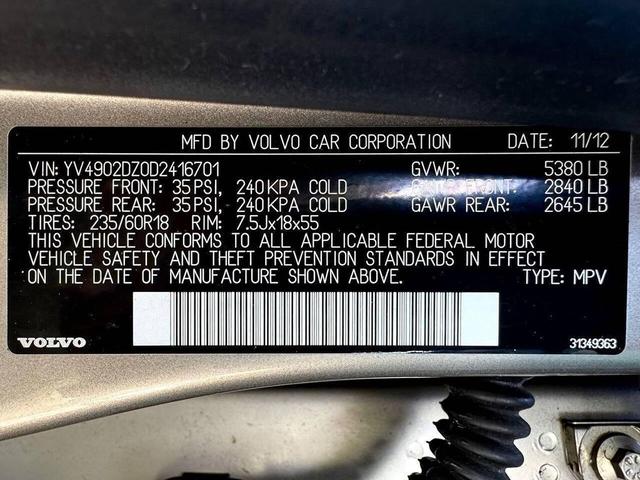 MFD BY VOLVO CAR CORPORATION DATE: 11/12
VIN: YV4902DZ0D2416701 GVWR: 5380 LB
PRESSURE FRONT: 35 PSI, 240 KPA COLD GAWR FRONT: 2840 LB
PRESSURE REAR: 35 PSI, 240 KPA COLD GAWR REAR: 2645 LB
TIRES: 235/60R18 RIM: 7.5Jx18x55
THIS VEHICLE CONFORMS TO ALL APPLICABLE FEDERAL MOTOR
VEHICLE SAFETY AND THEFT PREVENTION STANDARDS IN EFFECT
ON THE DATE OF MANUFACTURE SHOWN ABOVE. TYPE: MPV
VOLVO 31349363